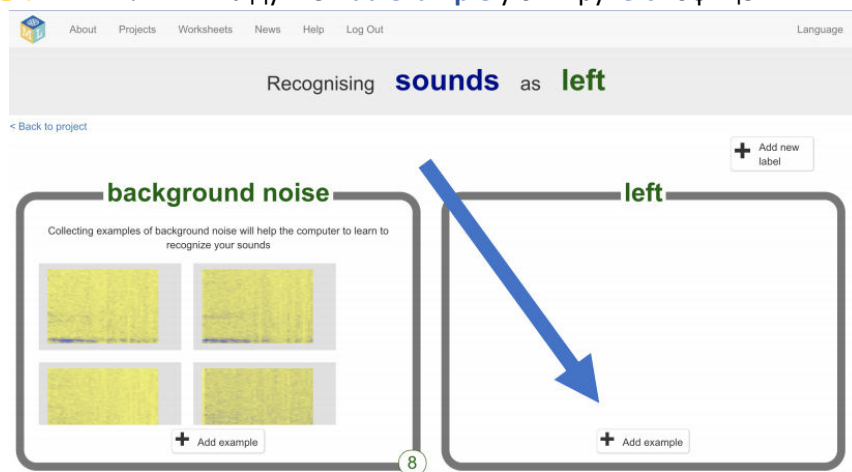 About Projects Worksheets News Help Log Out Language
Recognising sounds as left
< Back to project
Add new
label
background noise
left
Collecting examples of background noise will help the computer to learn to
recognize your sounds
Add example
8
Add example